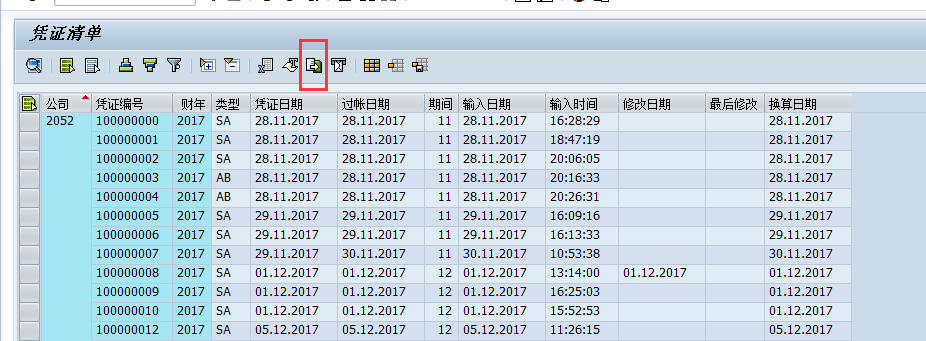 凭证清单
公司 凭证编号 财年 类型 凭证日期 过帐日期 期间 输入日期 输入时间 修改日期 最后修改 换算日期
2052 100000000 2017 SA 28.11.2017 28.11.2017 11 28.11.2017 16:28:29 28.11.2017
100000001 2017 SA 28.11.2017 28.11.2017 11 28.11.2017 18:47:19 28.11.2017
100000002 2017 SA 28.11.2017 28.11.2017 11 28.11.2017 20:06:05 28.11.2017
100000003 2017 AB 28.11.2017 28.11.2017 11 28.11.2017 20:16:33 28.11.2017
100000004 2017 AB 28.11.2017 28.11.2017 11 28.11.2017 20:26:31 28.11.2017
100000005 2017 SA 29.11.2017 29.11.2017 11 29.11.2017 16:09:16 29.11.2017
100000006 2017 SA 29.11.2017 29.11.2017 11 29.11.2017 16:13:33 29.11.2017
100000007 2017 SA 29.11.2017 30.11.2017 11 30.11.2017 10:53:38 30.11.2017
100000008 2017 SA 01.12.2017 01.12.2017 12 01.12.2017 13:14:00 01.12.2017 01.12.2017
100000009 2017 SA 01.12.2017 01.12.2017 12 01.12.2017 16:25:03 01.12.2017
100000010 2017 SA 01.12.2017 01.12.2017 12 01.12.2017 15:52:53 01.12.2017
100000012 2017 SA 05.12.2017 05.12.2017 12 05.12.2017 11:26:15 05.12.2017